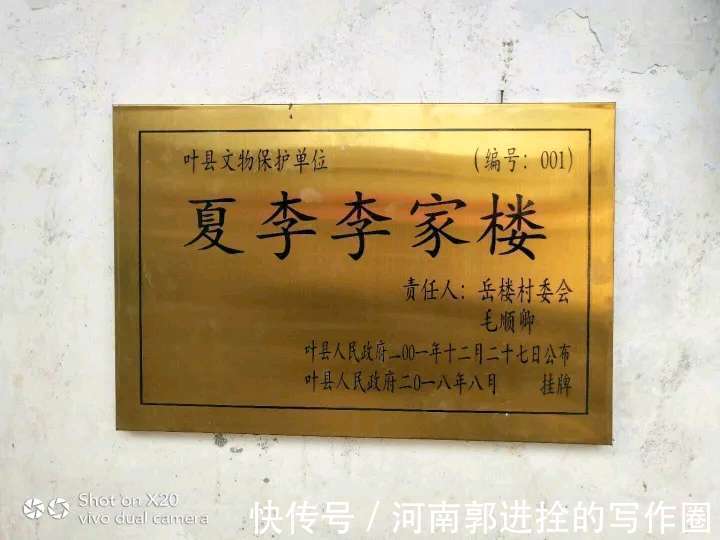 叶县文物保护单位 (编号: 001)
夏李李家楼
责任人: 岳楼村委会
毛顺卿
叶县人民政府二00一年十二月二十七日公布
叶县人民政府二0一八年八月 挂牌
Shot on X20
vivo dual camera
快传号 / 河南郭进拴的写作圈